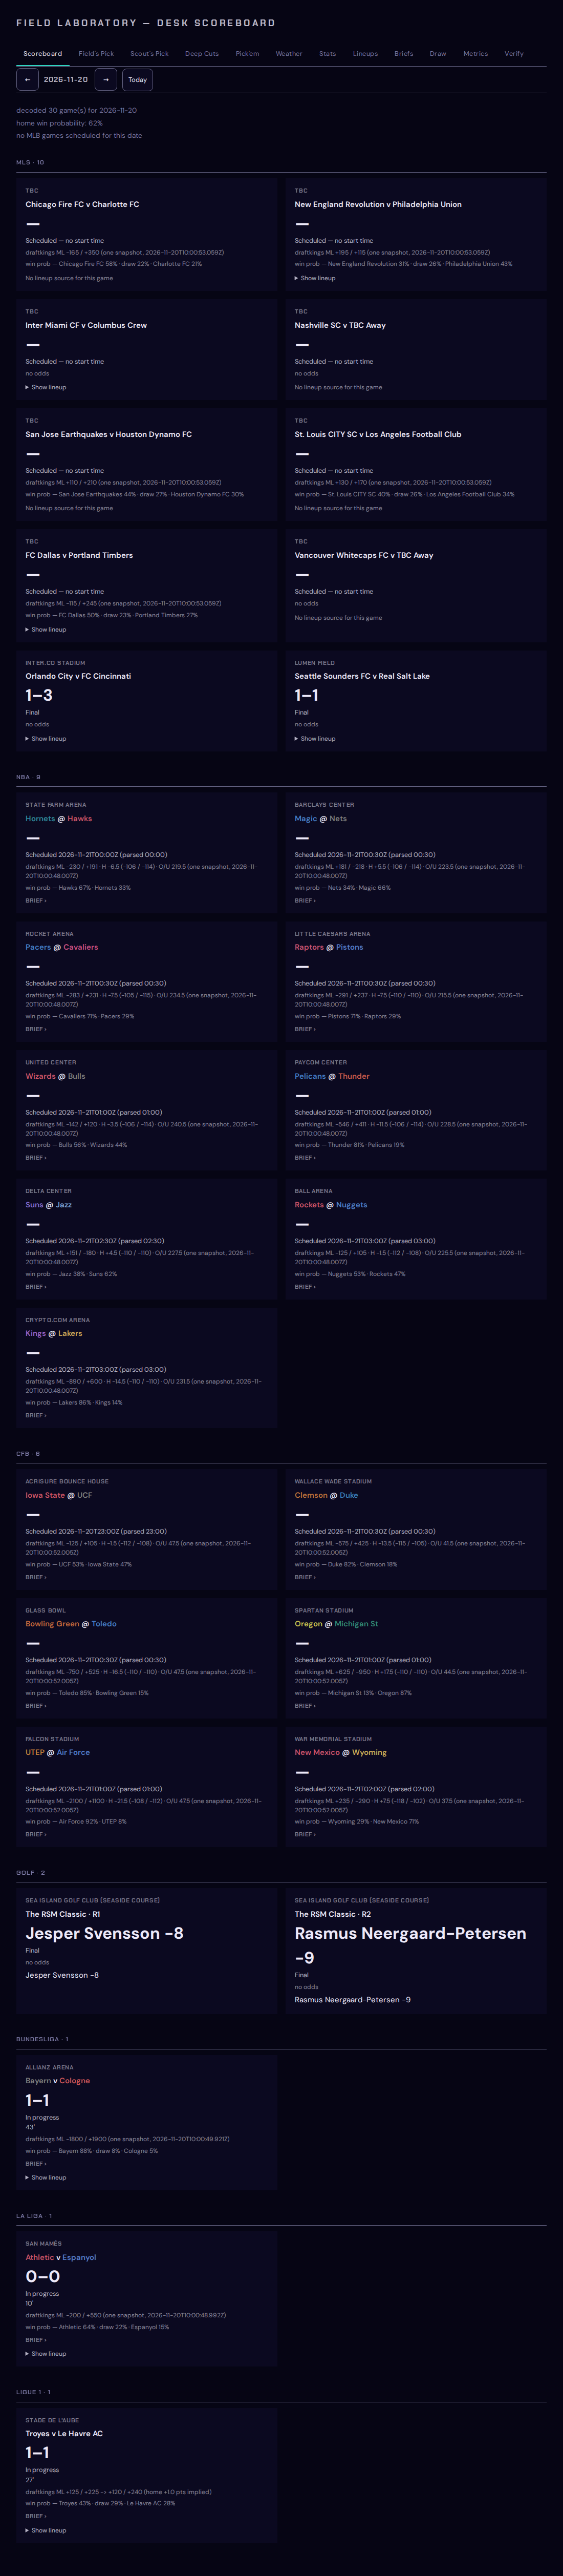 FIELD LABORATORY — DESK SCOREBOARD
Scoreboard Field's Pick Scout's Pick Deep Cuts Pick'em Weather Stats Lineups Briefs Draw Metrics Verify
← 2026-11-20 → Today
decoded 30 game(s) for 2026-11-20
home win probability: 62%
no MLB games scheduled for this date
MLS · 10
TBC
Chicago Fire FC v Charlotte FC
—
Scheduled — no start time
draftkings ML -165 / +350 (one snapshot, 2026-11-20T10:00:53.059Z)
win prob — Chicago Fire FC 58% · draw 22% · Charlotte FC 21%
No lineup source for this game
TBC
New England Revolution v Philadelphia Union
—
Scheduled — no start time
draftkings ML +195 / +115 (one snapshot, 2026-11-20T10:00:53.059Z)
win prob — New England Revolution 31% · draw 26% · Philadelphia Union 43%
▸ Show lineup
TBC
Inter Miami CF v Columbus Crew
—
Scheduled — no start time
no odds
▸ Show lineup
TBC
Nashville SC v TBC Away
—
Scheduled — no start time
no odds
No lineup source for this game
TBC
San Jose Earthquakes v Houston Dynamo FC
—
Scheduled — no start time
draftkings ML +110 / +210 (one snapshot, 2026-11-20T10:00:53.059Z)
win prob — San Jose Earthquakes 44% · draw 27% · Houston Dynamo FC 30%
No lineup source for this game
TBC
St. Louis CITY SC v Los Angeles Football Club
—
Scheduled — no start time
draftkings ML +130 / +170 (one snapshot, 2026-11-20T10:00:53.059Z)
win prob — St. Louis CITY SC 40% · draw 26% · Los Angeles Football Club 34%
No lineup source for this game
TBC
FC Dallas v Portland Timbers
—
Scheduled — no start time
draftkings ML -115 / +245 (one snapshot, 2026-11-20T10:00:53.059Z)
win prob — FC Dallas 50% · draw 23% · Portland Timbers 27%
▸ Show lineup
TBC
Vancouver Whitecaps FC v TBC Away
—
Scheduled — no start time
no odds
No lineup source for this game
INTER.CO STADIUM
Orlando City v FC Cincinnati
1–3
Final
no odds
▸ Show lineup
LUMEN FIELD
Seattle Sounders FC v Real Salt Lake
1–1
Final
no odds
▸ Show lineup
NBA · 9
STATE FARM ARENA
Hornets @ Hawks
—
Scheduled 2026-11-21T00:00Z (parsed 00:00)
draftkings ML -230 / +191 · H -6.5 (-106 / -114) · O/U 219.5 (one snapshot, 2026-11-
20T10:00:48.007Z)
win prob — Hawks 67% · Hornets 33%
BRIEF ›
BARCLAYS CENTER
Magic @ Nets
—
Scheduled 2026-11-21T00:30Z (parsed 00:30)
draftkings ML +181 / -218 · H +5.5 (-106 / -114) · O/U 223.5 (one snapshot, 2026-11-
20T10:00:48.007Z)
win prob — Nets 34% · Magic 66%
BRIEF ›
ROCKET ARENA
Pacers @ Cavaliers
—
Scheduled 2026-11-21T00:30Z (parsed 00:30)
draftkings ML -283 / +231 · H -7.5 (-105 / -115) · O/U 234.5 (one snapshot, 2026-11-
20T10:00:48.007Z)
win prob — Cavaliers 71% · Pacers 29%
BRIEF ›
LITTLE CAESARS ARENA
Raptors @ Pistons
—
Scheduled 2026-11-21T00:30Z (parsed 00:30)
draftkings ML -291 / +237 · H -7.5 (-110 / -110) · O/U 215.5 (one snapshot, 2026-11-
20T10:00:48.007Z)
win prob — Pistons 71% · Raptors 29%
BRIEF ›
UNITED CENTER
Wizards @ Bulls
—
Scheduled 2026-11-21T01:00Z (parsed 01:00)
draftkings ML -142 / +120 · H -3.5 (-106 / -114) · O/U 240.5 (one snapshot, 2026-11-
20T10:00:48.007Z)
win prob — Bulls 56% · Wizards 44%
BRIEF ›
PAYCOM CENTER
Pelicans @ Thunder
—
Scheduled 2026-11-21T01:00Z (parsed 01:00)
draftkings ML -546 / +411 · H -11.5 (-106 / -114) · O/U 228.5 (one snapshot, 2026-11-
20T10:00:48.007Z)
win prob — Thunder 81% · Pelicans 19%
BRIEF ›
DELTA CENTER
Suns @ Jazz
—
Scheduled 2026-11-21T02:30Z (parsed 02:30)
draftkings ML +151 / -180 · H +4.5 (-110 / -110) · O/U 227.5 (one snapshot, 2026-11-
20T10:00:48.007Z)
win prob — Jazz 38% · Suns 62%
BRIEF ›
BALL ARENA
Rockets @ Nuggets
—
Scheduled 2026-11-21T03:00Z (parsed 03:00)
draftkings ML -125 / +105 · H -1.5 (-112 / -108) · O/U 225.5 (one snapshot, 2026-11-
20T10:00:48.007Z)
win prob — Nuggets 53% · Rockets 47%
BRIEF ›
CRYPTO.COM ARENA
Kings @ Lakers
—
Scheduled 2026-11-21T03:00Z (parsed 03:00)
draftkings ML -890 / +600 · H -14.5 (-110 / -110) · O/U 231.5 (one snapshot, 2026-11-
20T10:00:48.007Z)
win prob — Lakers 86% · Kings 14%
BRIEF ›
CFB · 6
ACRISURE BOUNCE HOUSE
Iowa State @ UCF
—
Scheduled 2026-11-20T23:00Z (parsed 23:00)
draftkings ML -125 / +105 · H -1.5 (-112 / -108) · O/U 47.5 (one snapshot, 2026-11-
20T10:00:52.005Z)
win prob — UCF 53% · Iowa State 47%
BRIEF ›
WALLACE WADE STADIUM
Clemson @ Duke
—
Scheduled 2026-11-21T00:30Z (parsed 00:30)
draftkings ML -575 / +425 · H -13.5 (-115 / -105) · O/U 41.5 (one snapshot, 2026-11-
20T10:00:52.005Z)
win prob — Duke 82% · Clemson 18%
BRIEF ›
GLASS BOWL
Bowling Green @ Toledo
—
Scheduled 2026-11-21T00:30Z (parsed 00:30)
draftkings ML -750 / +525 · H -16.5 (-110 / -110) · O/U 47.5 (one snapshot, 2026-11-
20T10:00:52.005Z)
win prob — Toledo 85% · Bowling Green 15%
BRIEF ›
SPARTAN STADIUM
Oregon @ Michigan St
—
Scheduled 2026-11-21T01:00Z (parsed 01:00)
draftkings ML +625 / -950 · H +17.5 (-110 / -110) · O/U 44.5 (one snapshot, 2026-11-
20T10:00:52.005Z)
win prob — Michigan St 13% · Oregon 87%
BRIEF ›
FALCON STADIUM
UTEP @ Air Force
—
Scheduled 2026-11-21T01:00Z (parsed 01:00)
draftkings ML -2100 / +1100 · H -21.5 (-108 / -112) · O/U 47.5 (one snapshot, 2026-11-
20T10:00:52.005Z)
win prob — Air Force 92% · UTEP 8%
BRIEF ›
WAR MEMORIAL STADIUM
New Mexico @ Wyoming
—
Scheduled 2026-11-21T02:00Z (parsed 02:00)
draftkings ML +235 / -290 · H +7.5 (-118 / -102) · O/U 37.5 (one snapshot, 2026-11-
20T10:00:52.005Z)
win prob — Wyoming 29% · New Mexico 71%
BRIEF ›
GOLF · 2
SEA ISLAND GOLF CLUB (SEASIDE COURSE)
The RSM Classic · R1
Jesper Svensson -8
Final
no odds
Jesper Svensson -8
SEA ISLAND GOLF CLUB (SEASIDE COURSE)
The RSM Classic · R2
Rasmus Neergaard-Petersen
-9
Final
no odds
Rasmus Neergaard-Petersen -9
BUNDESLIGA · 1
ALLIANZ ARENA
Bayern v Cologne
1–1
In progress
43'
draftkings ML -1800 / +1900 (one snapshot, 2026-11-20T10:00:49.921Z)
win prob — Bayern 88% · draw 8% · Cologne 5%
BRIEF ›
▸ Show lineup
LA LIGA · 1
SAN MAMÉS
Athletic v Espanyol
0–0
In progress
10'
draftkings ML -200 / +550 (one snapshot, 2026-11-20T10:00:48.992Z)
win prob — Athletic 64% · draw 22% · Espanyol 15%
BRIEF ›
▸ Show lineup
LIGUE 1 · 1
STADE DE L'AUBE
Troyes v Le Havre AC
1–1
In progress
27'
draftkings ML +125 / +225 -> +120 / +240 (home +1.0 pts implied)
win prob — Troyes 43% · draw 29% · Le Havre AC 28%
BRIEF ›
▸ Show lineup